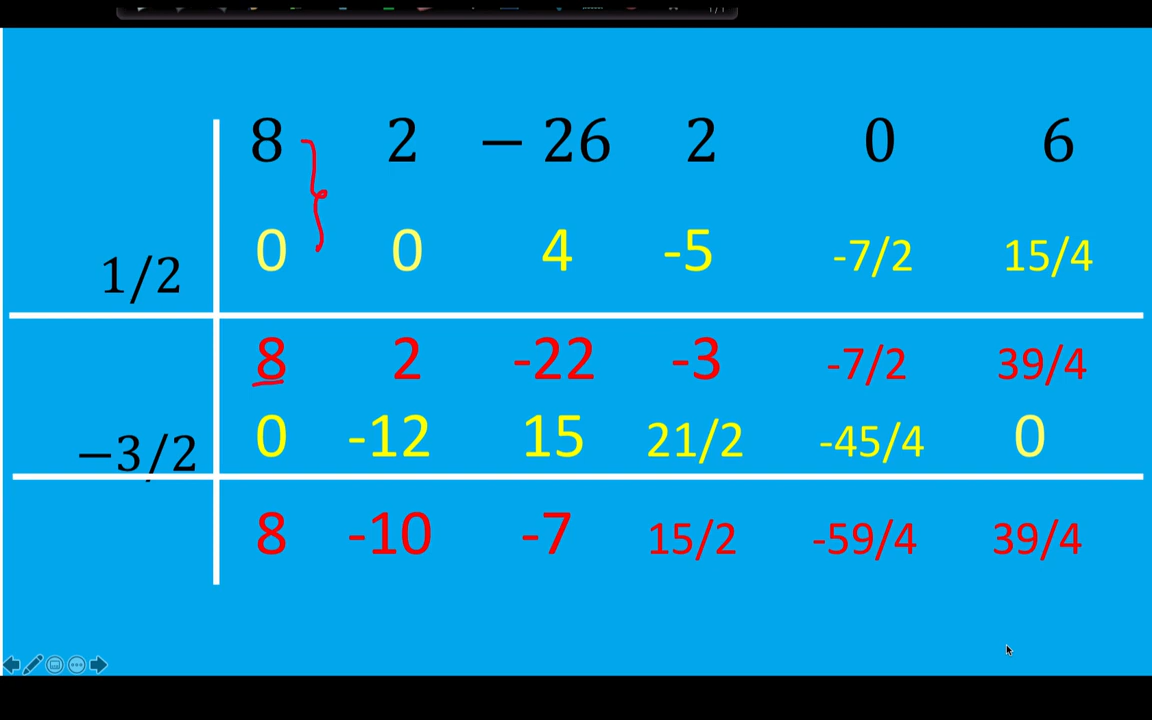 8 2 − 26 2 0 6
1/2 0 0 4 -5 -7/2 15/4
8 2 -22 -3 -7/2 39/4
−3/2 0 -12 15 21/2 -45/4 0
8 -10 -7 15/2 -59/4 39/4